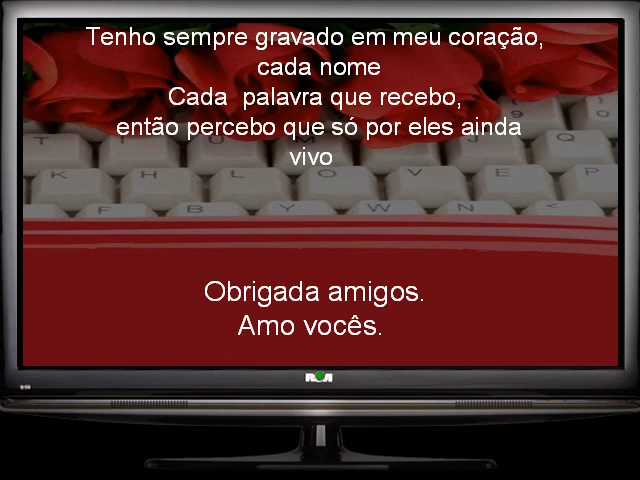 Tenho sempre gravado em meu coração,
cada nome
Cada palavra que recebo,
então percebo que só por eles ainda
vivo
T T U I O Q
K H J L O V E P
F B Y W N
Obrigada amigos.
Amo vocês.